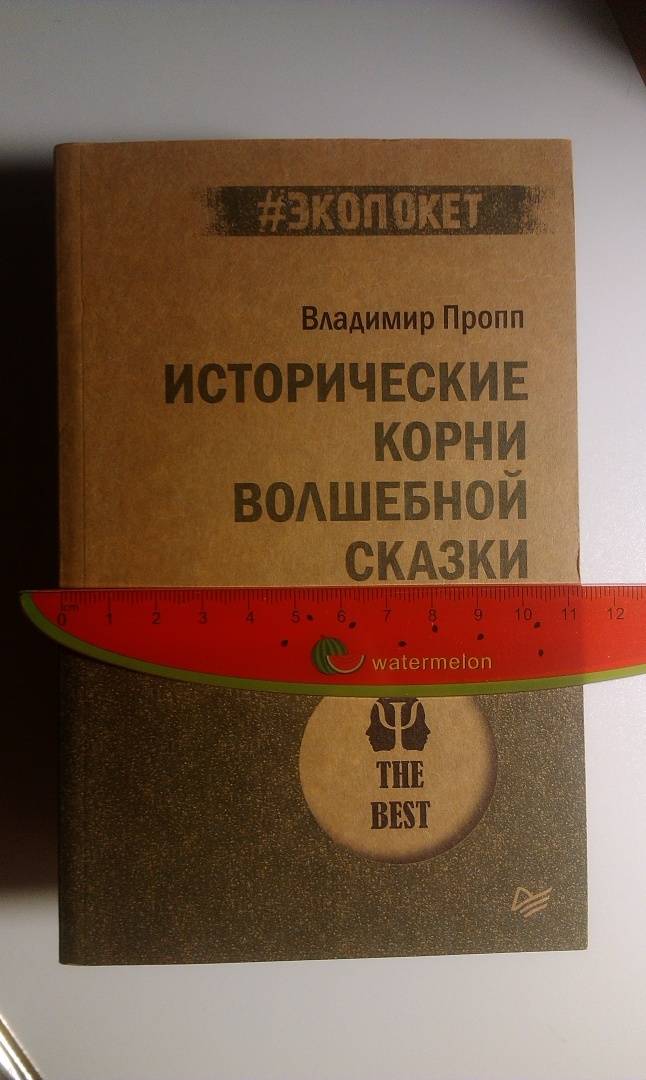 #ЭКОПОКЕТ
Владимир Пропп
ИСТОРИЧЕСКИЕ
КОРНИ
ВОЛШЕБНОЙ
СКАЗКИ
0 cm 1 2 3 4 5 6 7 8 9 10 11 12
watermelon
Ψ
THE
BEST